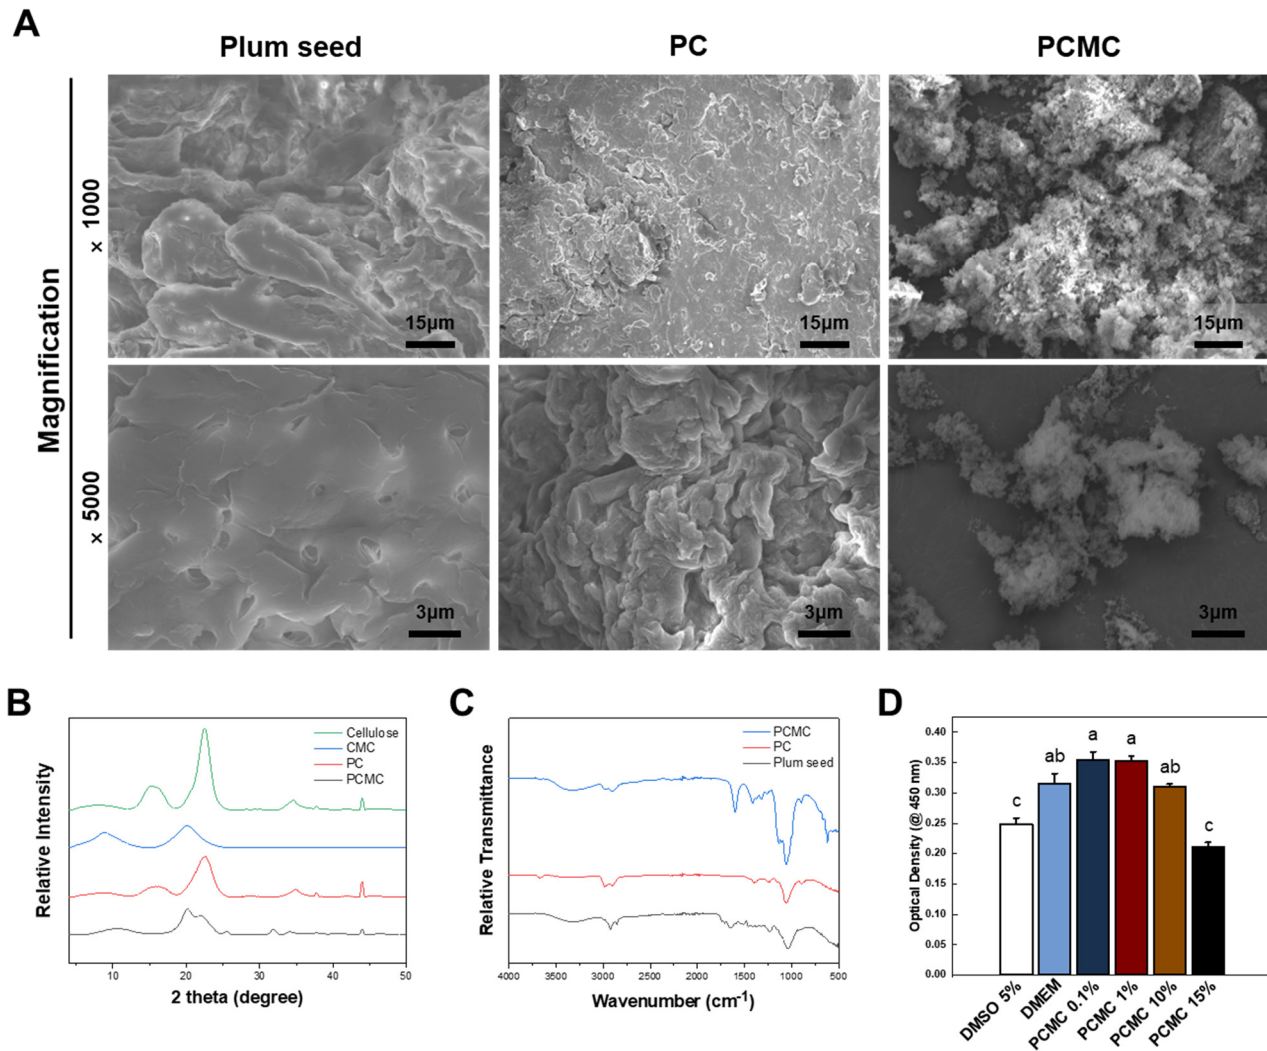 A
Plum seed
PC
PCMC
Magnification
× 1000
15μm
15μm
15μm
× 5000
3μm
3μm
3μm
B
Relative Intensity
Cellulose
CMC
PC
PCMC
10
20
30
40
50
2 theta (degree)
C
Relative Transmittance
PCMC
PC
Plum seed
4000
3500
3000
2500
2000
1500
1000
500
Wavenumber (cm-1)
D
Optical Density (@ 450 nm)
0.40
0.35
0.30
0.25
0.20
0.15
0.10
0.05
0.00
c
ab
a
a
ab
c
DMSO 5%
DMEM
PCMC 0.1%
PCMC 1%
PCMC 10%
PCMC 15%